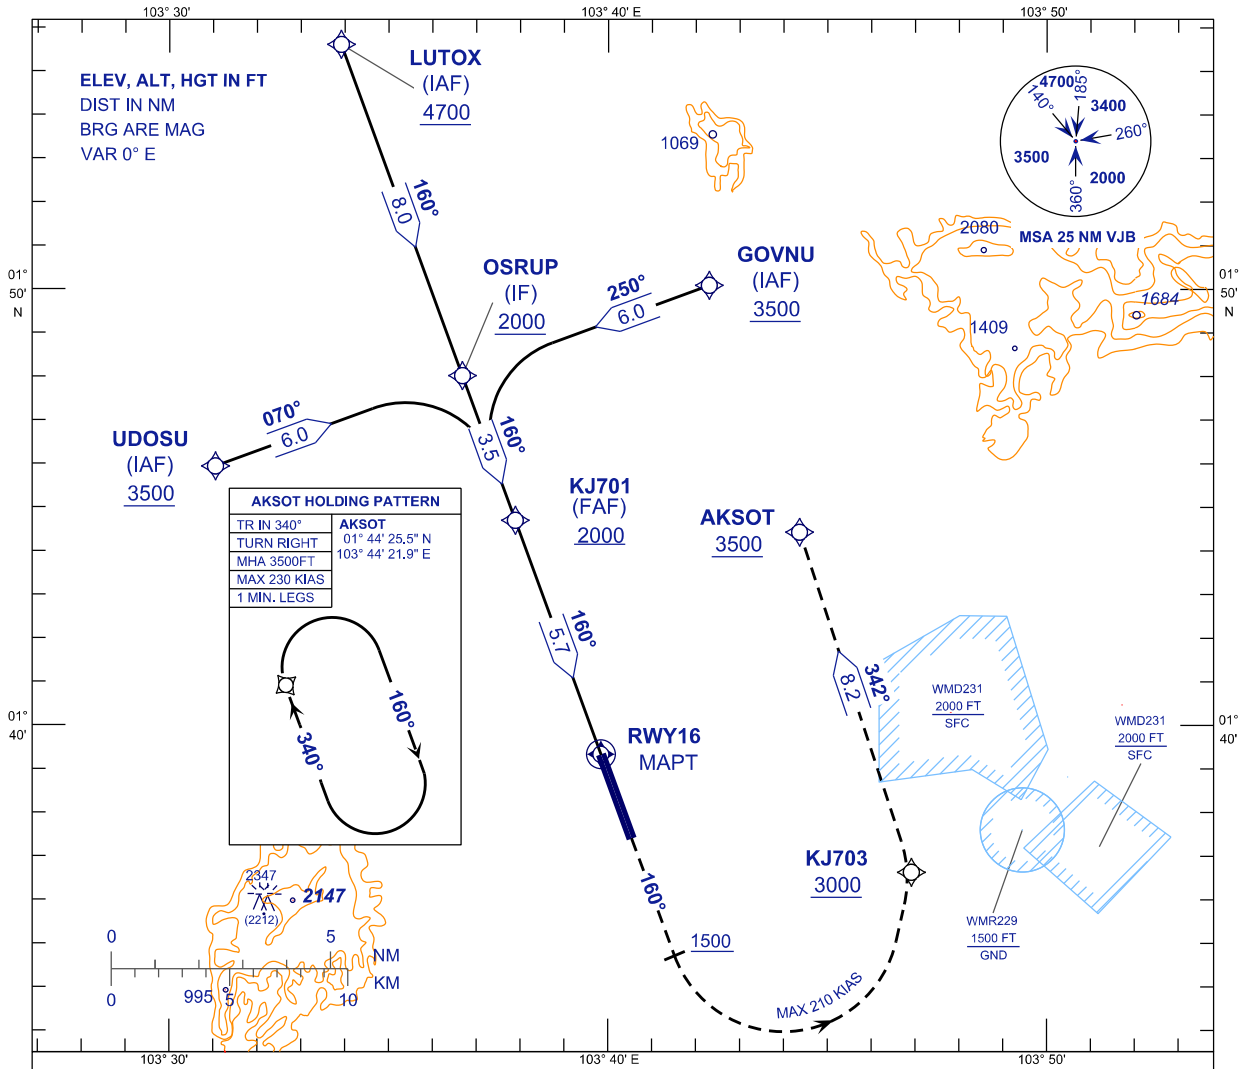 103° 30'
103° 40' E
103° 50'
ELEV, ALT, HGT IN FT
DIST IN NM
BRG ARE MAG
VAR 0° E
LUTOX
(IAF)
4700
160°
8.0
1069
4700
140°
185°
3400
260°
3500
2000
360°
MSA 25 NM VJB
2080
1684
1409
01°
50'
N
01°
50'
N
OSRUP
(IF)
2000
GOVNU
(IAF)
3500
250°
6.0
070°
6.0
UDOSU
(IAF)
3500
160°
3.5
KJ701
(FAF)
2000
AKSOT
3500
AKSOT HOLDING PATTERN
TR IN 340°
TURN RIGHT
MHA 3500FT
MAX 230 KIAS
1 MIN. LEGS
AKSOT
01° 44' 25.5" N
103° 44' 21.9" E
160°
340°
160°
5.7
342°
8.2
WMD231
2000 FT
SFC
WMD231
2000 FT
SFC
01°
40'
01°
40'
RWY16
MAPT
KJ703
3000
160°
1500
MAX 210 KIAS
WMR229
1500 FT
GND
2347
2147
(2212)
0
5
NM
KM
0
995
5
10
103° 30'
103° 40' E
103° 50'